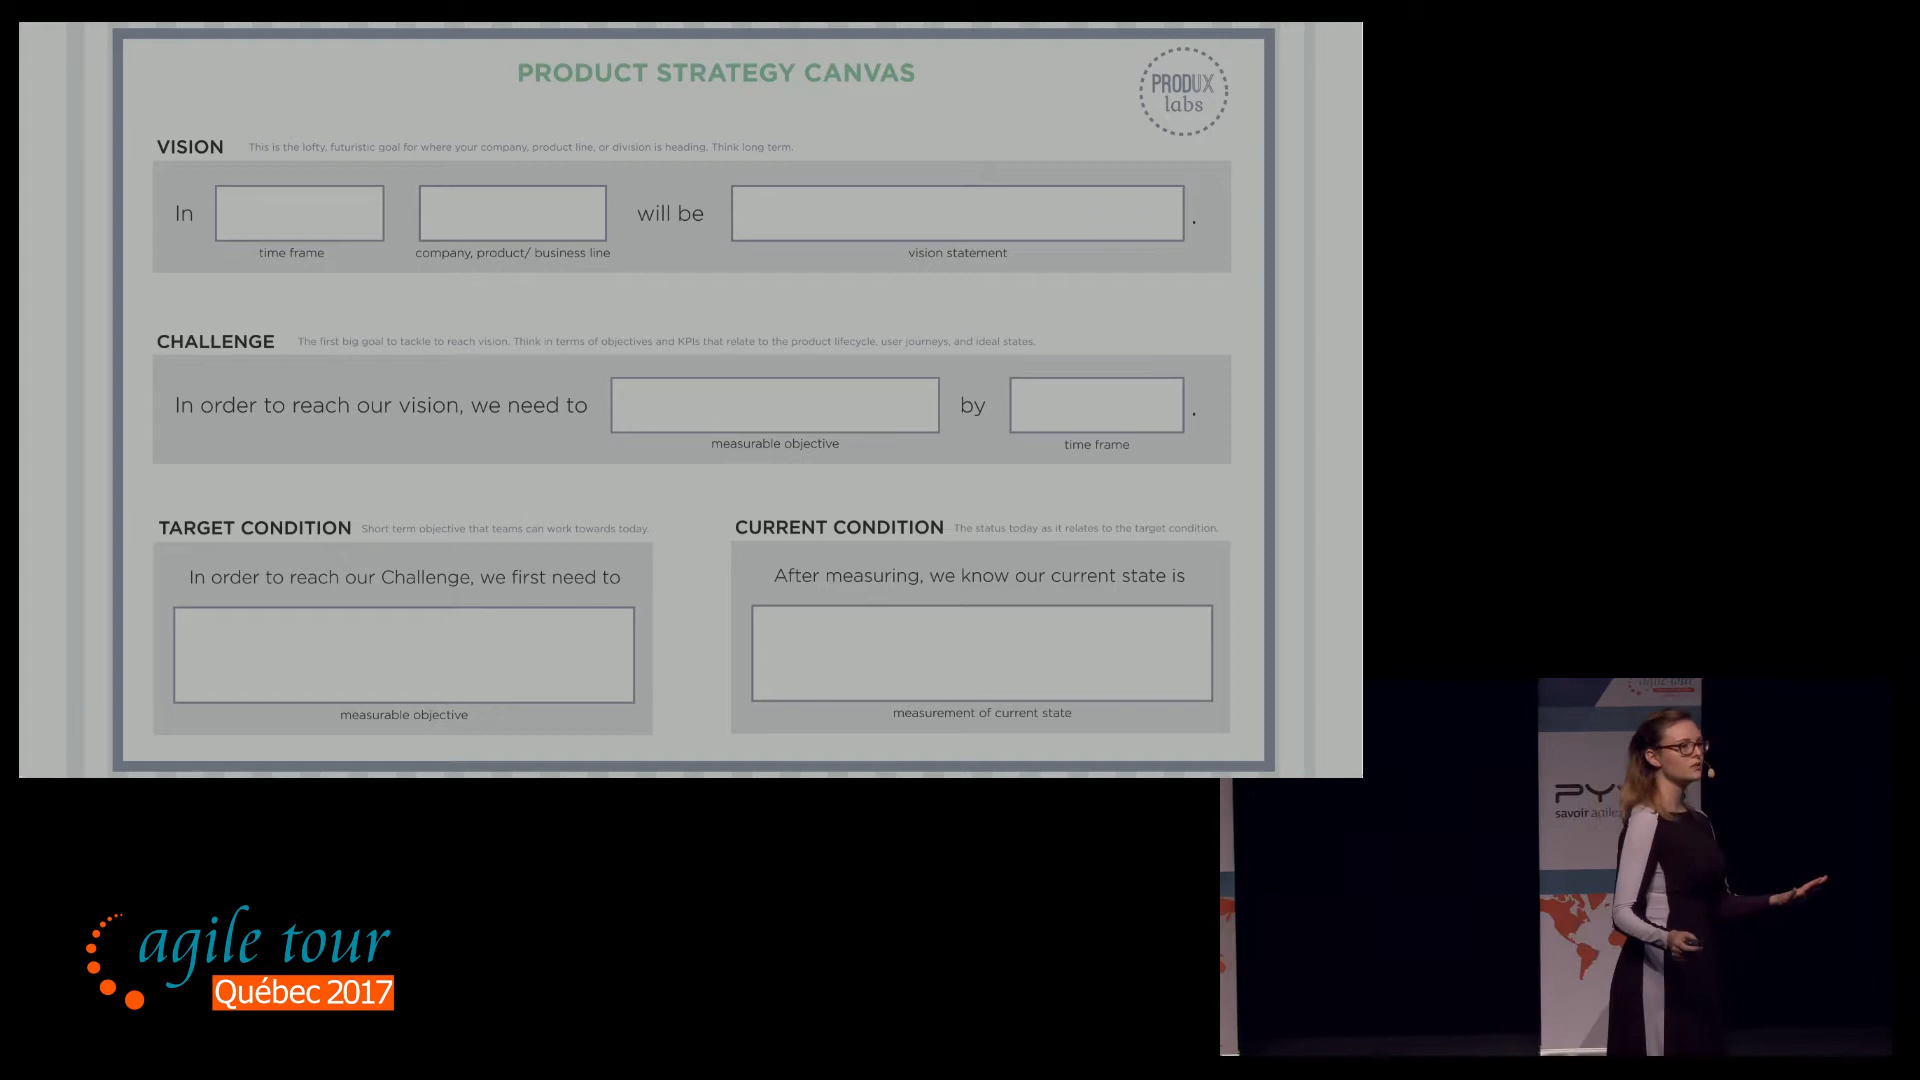 PRODUCT STRATEGY CANVAS
PRODUX
labs
VISION This is the lofty, futuristic goal for where your company, product line, or division is heading. Think long term.
In will be .
time frame company, product/ business line vision statement
CHALLENGE The first big goal to tackle to reach vision. Think in terms of objectives and KPIs that relate to the product lifecycle, user journeys, and ideal states.
In order to reach our vision, we need to by .
measurable objective time frame
TARGET CONDITION Short term objective that teams can work towards today.
In order to reach our Challenge, we first need to
measurable objective
CURRENT CONDITION The status today as it relates to the target condition.
After measuring, we know our current state is
measurement of current state
agile tour
PY
savoir agile
agile tour
Québec 2017